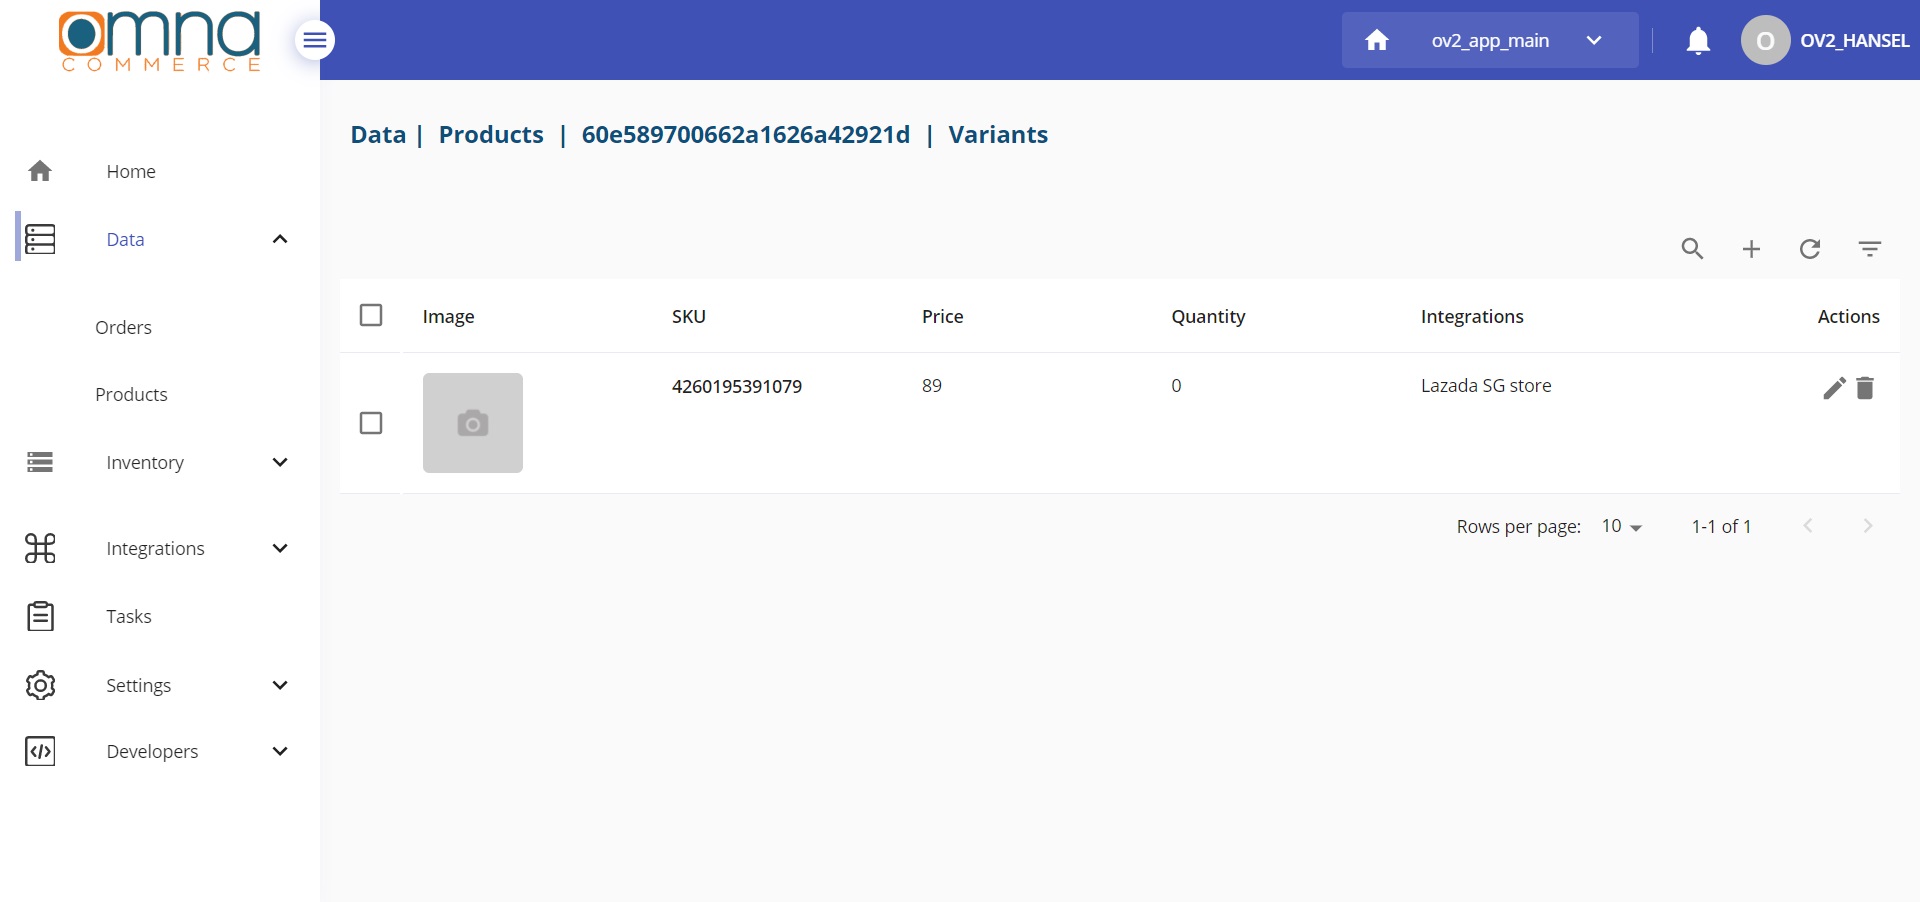 omna
COMMERCE
ov2_app_main
O
OV2_HANSEL
Data | Products | 60e589700662a1626a42921d | Variants
Home
Data
Orders
Products
Inventory
Integrations
Tasks
Settings
Developers
Image SKU Price Quantity Integrations Actions
4260195391079 89 0 Lazada SG store
Rows per page: 10 1-1 of 1